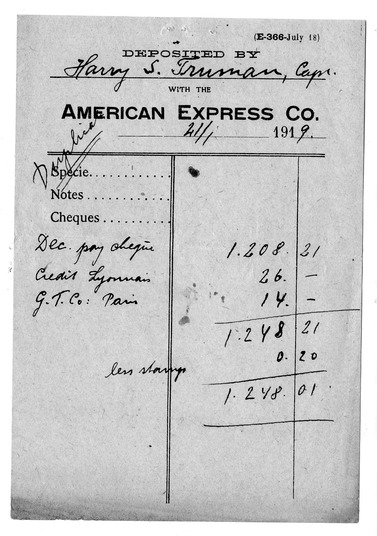 (E-366-July 18)
DEPOSITED BY
Harry S. Truman, Capt.
WITH THE
AMERICAN EXPRESS CO.
21/1 1919.
Duplicate
Specie..........
Notes..........
Cheques..........
Dec. pay cheque 1.208. 21
Credit Lyonnais 26. —
G.T.Co: Paris 14. —
1.248 21
0. 20
less stamp
1.248. 01